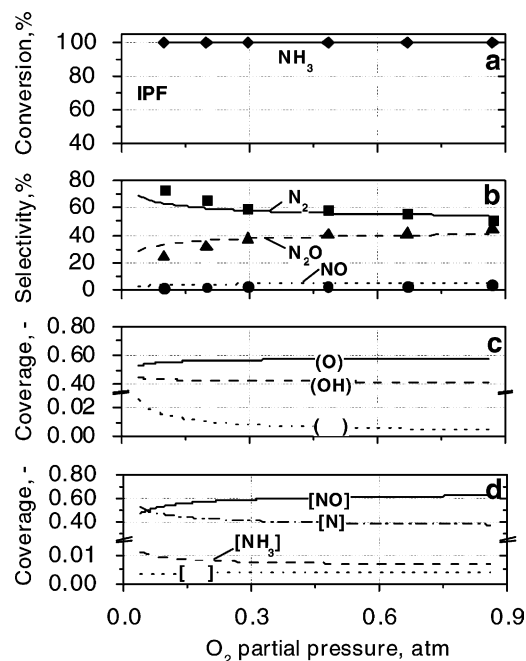 100
80
60
40
Conversion,%
NH3
IPF
a
80
60
40
20
0
Selectivity,%
N2
N2O
NO
b
0.80
0.60
0.40
0.02
0.00
Coverage, -
(O)
(OH)
( )
c
0.80
0.60
0.40
0.01
0.00
Coverage, -
[NO]
[N]
[NH3]
[ ]
d
0.0 0.3 0.6 0.9
O2 partial pressure, atm